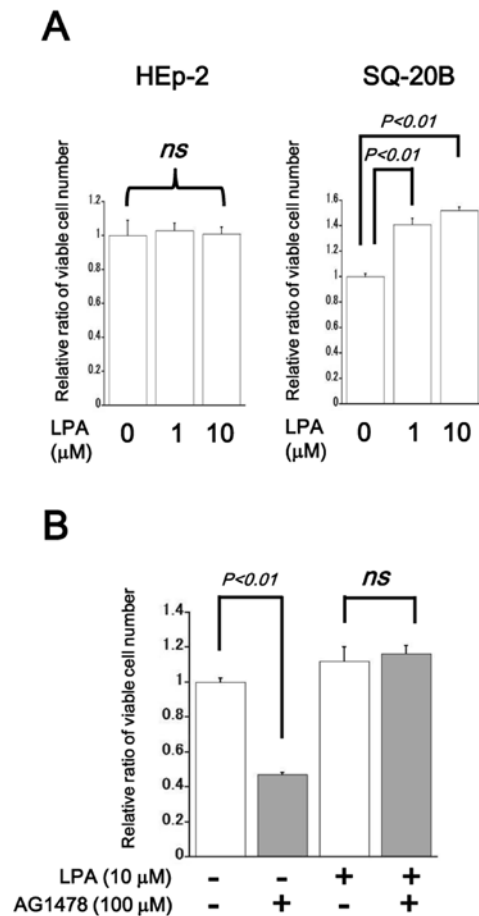 A
HEp-2
SQ-20B
ns
P<0.01
P<0.01
Relative ratio of viable cell number
1.2
1
0.8
0.6
0.4
0.2
0
LPA
(μM)
0 1 10
Relative ratio of viable cell number
1.6
1.4
1.2
1
0.8
0.6
0.4
0.2
0
LPA
(μM)
0 1 10
B
P<0.01
ns
Relative ratio of viable cell number
1.4
1.2
1
0.8
0.6
0.4
0.2
0
LPA (10 μM) - - + +
AG1478 (100 μM) - + - +